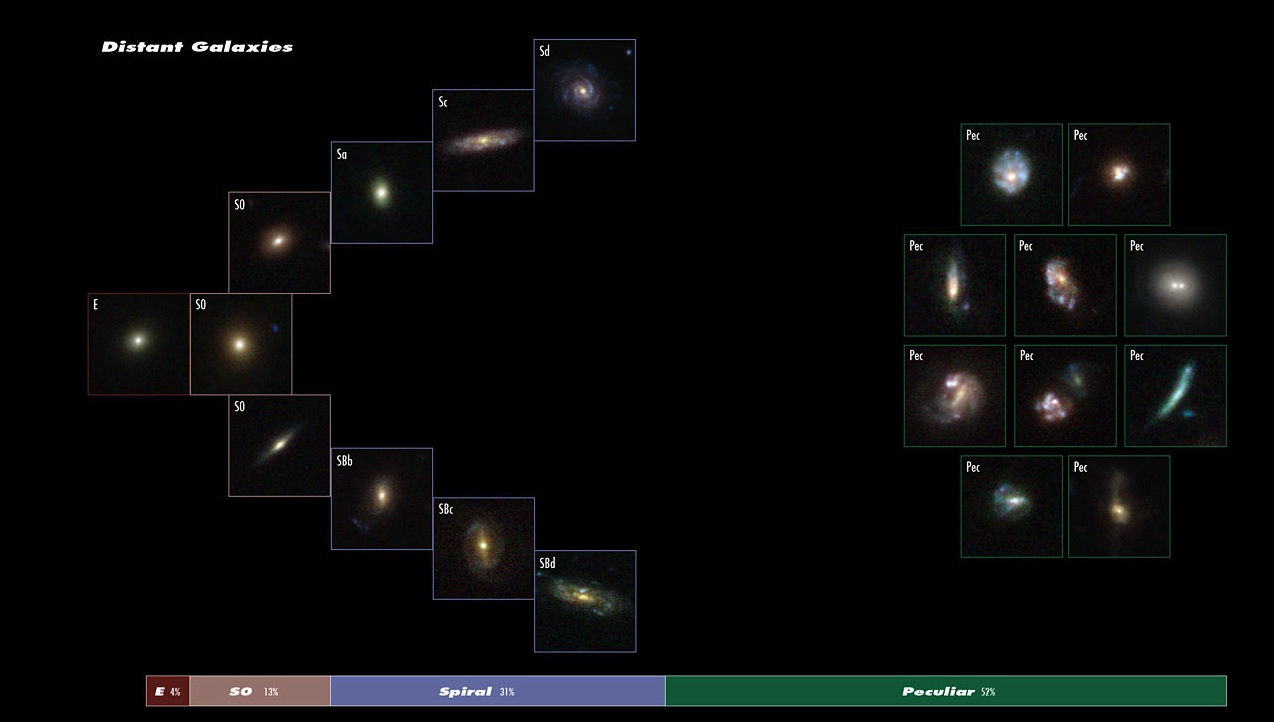 Distant Galaxies
Sd
Sc
Sa
S0
E
S0
S0
SBb
SBc
SBd
Pec
Pec
Pec
Pec
Pec
Pec
Pec
Pec
Pec
Pec
E 4%
S0 13%
Spiral 31%
Peculiar 52%